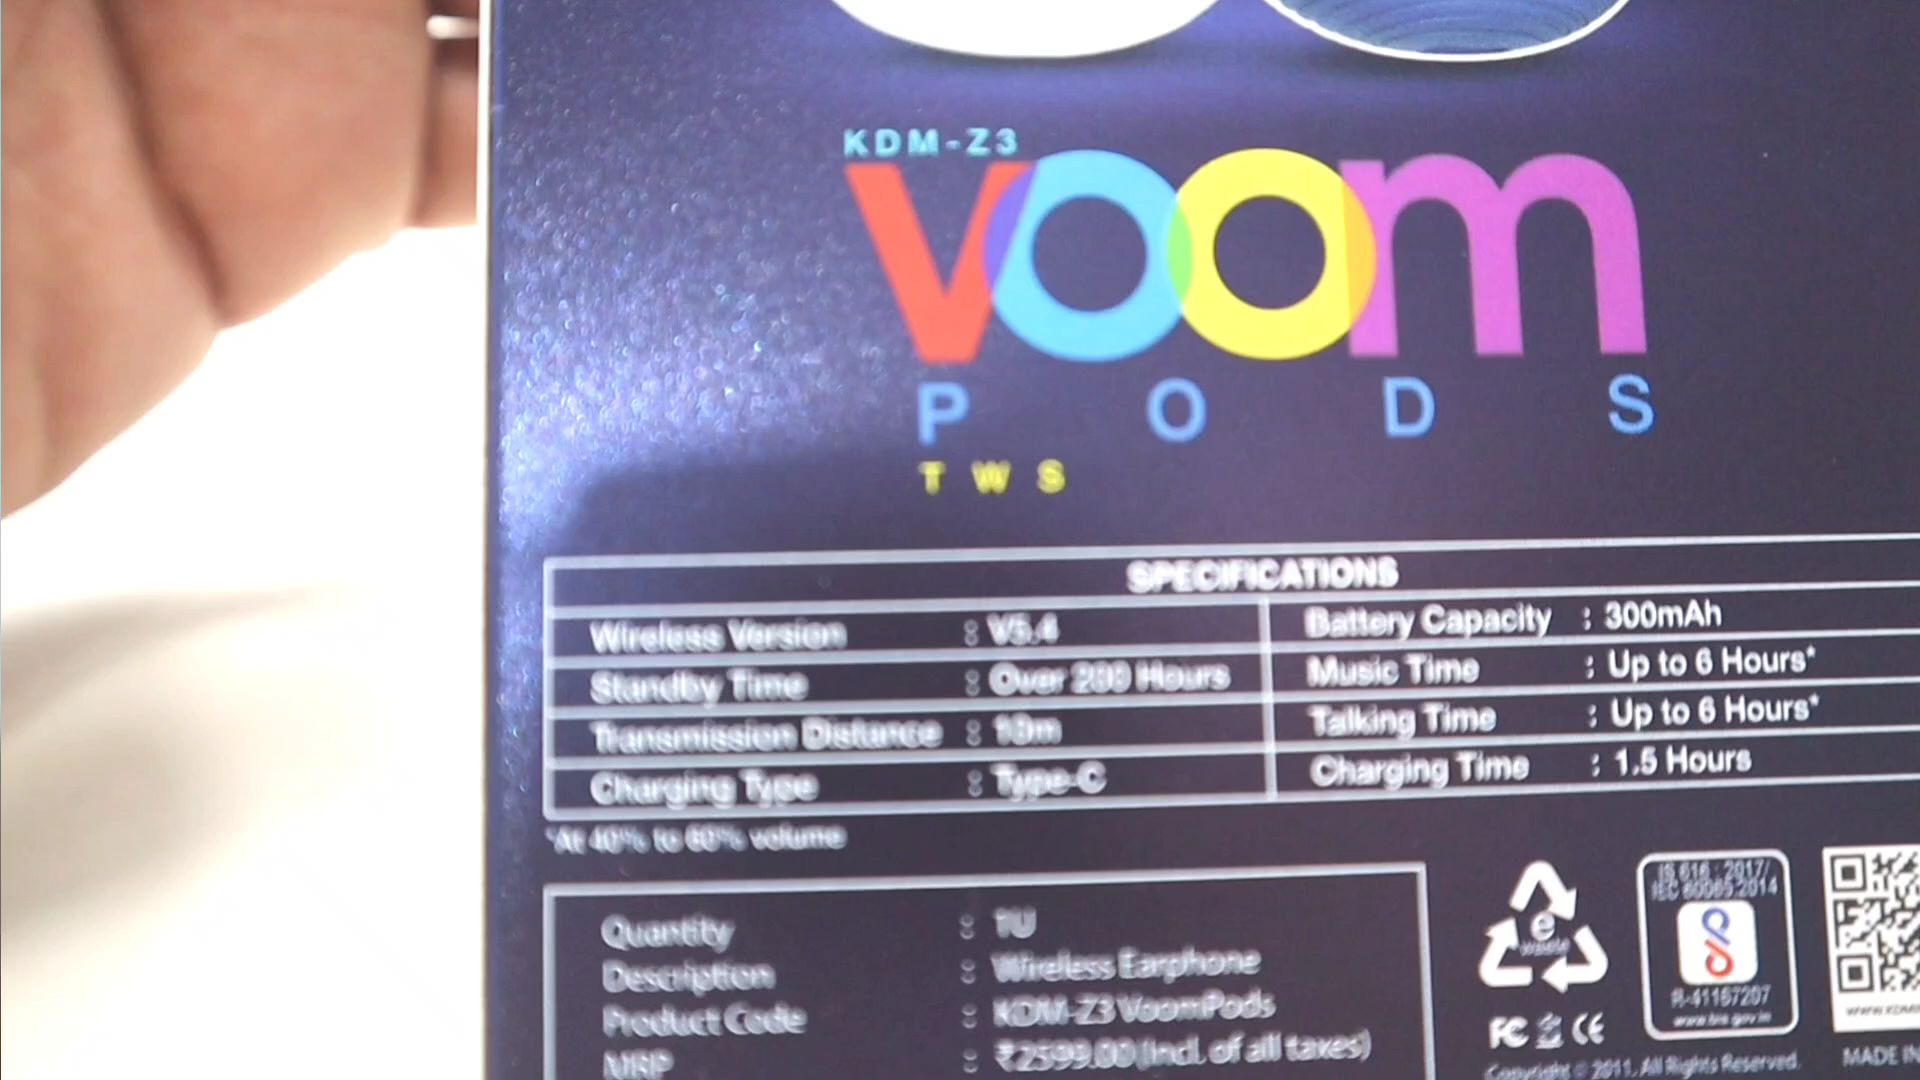 KDM-Z3
voom
PODS
TWS
SPECIFICATIONS
Wireless Version : V5.4
Battery Capacity : 300mAh
Standby Time : Over 200 Hours
Music Time : Up to 6 Hours*
Transmission Distance : 10m
Talking Time : Up to 6 Hours*
Charging Type : Type-C
Charging Time : 1.5 Hours
*At 40% to 60% volume
Quantity : 1U
Description : Wireless Earphone
Product Code : KDM-Z3 VoomPods
MRP : ₹2599.00 (Incl. of all taxes)
e
waste
IS 616 : 2017/
IEC 60065:2014
R-41167207
www.bis.gov.in
FC CE
Copyright © 2011. All Rights Reserved.
MADE IN